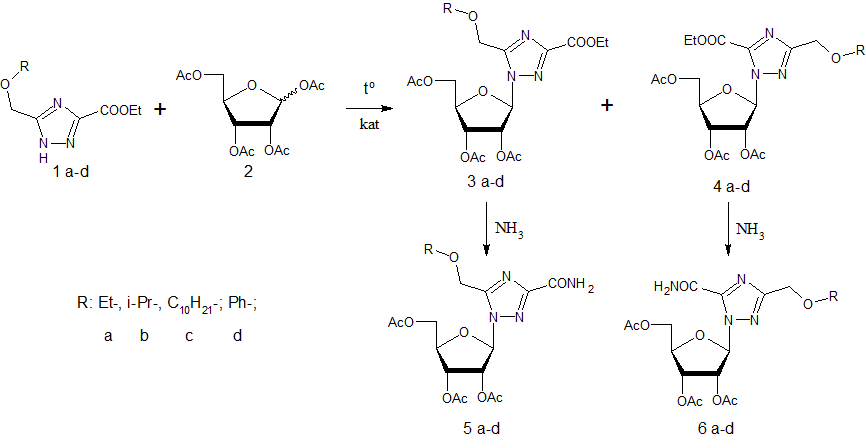 R
O
N
N
N
H
COOEt
1 a-d
+
AcO
O
OAc
OAc
OAc
2
tº
kat
R
O
N
N
N
COOEt
AcO
O
OAc
OAc
3 a-d
+
EtOOC
N
N
N
O
R
AcO
O
OAc
OAc
4 a-d
NH3
NH3
R
O
N
N
N
CONH2
AcO
O
OAc
OAc
5 a-d
H2NOC
N
N
N
O
R
AcO
O
OAc
OAc
6 a-d
R: Et-, i-Pr-, C10H21-; Ph-;
a b c d